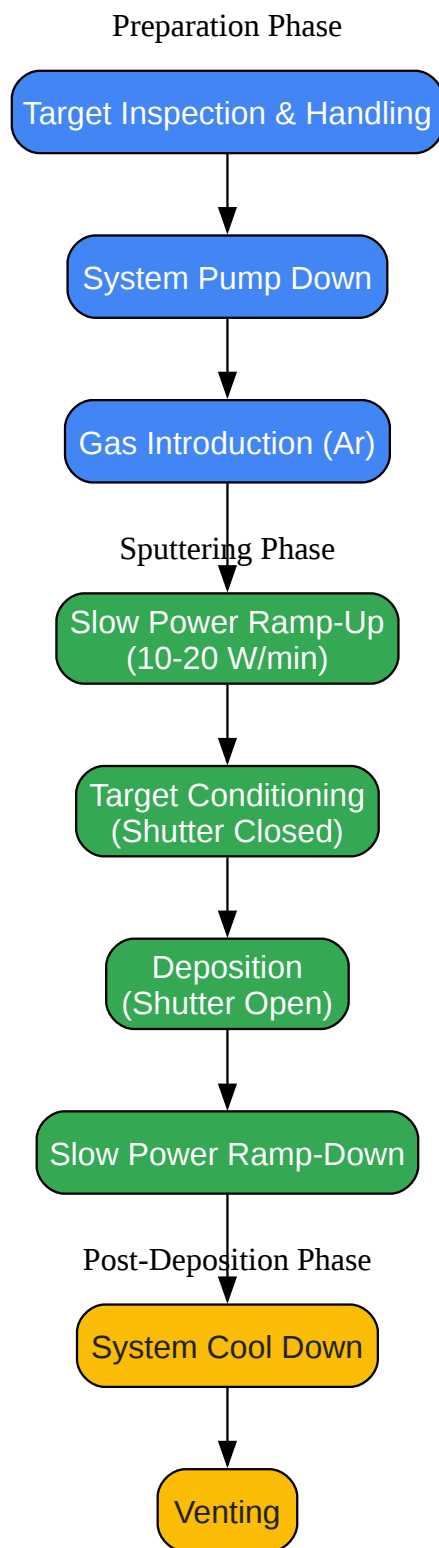 Preparation Phase
Target Inspection & Handling
System Pump Down
Gas Introduction (Ar)
Sputtering Phase
Slow Power Ramp-Up
(10-20 W/min)
Target Conditioning
(Shutter Closed)
Deposition
(Shutter Open)
Slow Power Ramp-Down
Post-Deposition Phase
System Cool Down
Venting